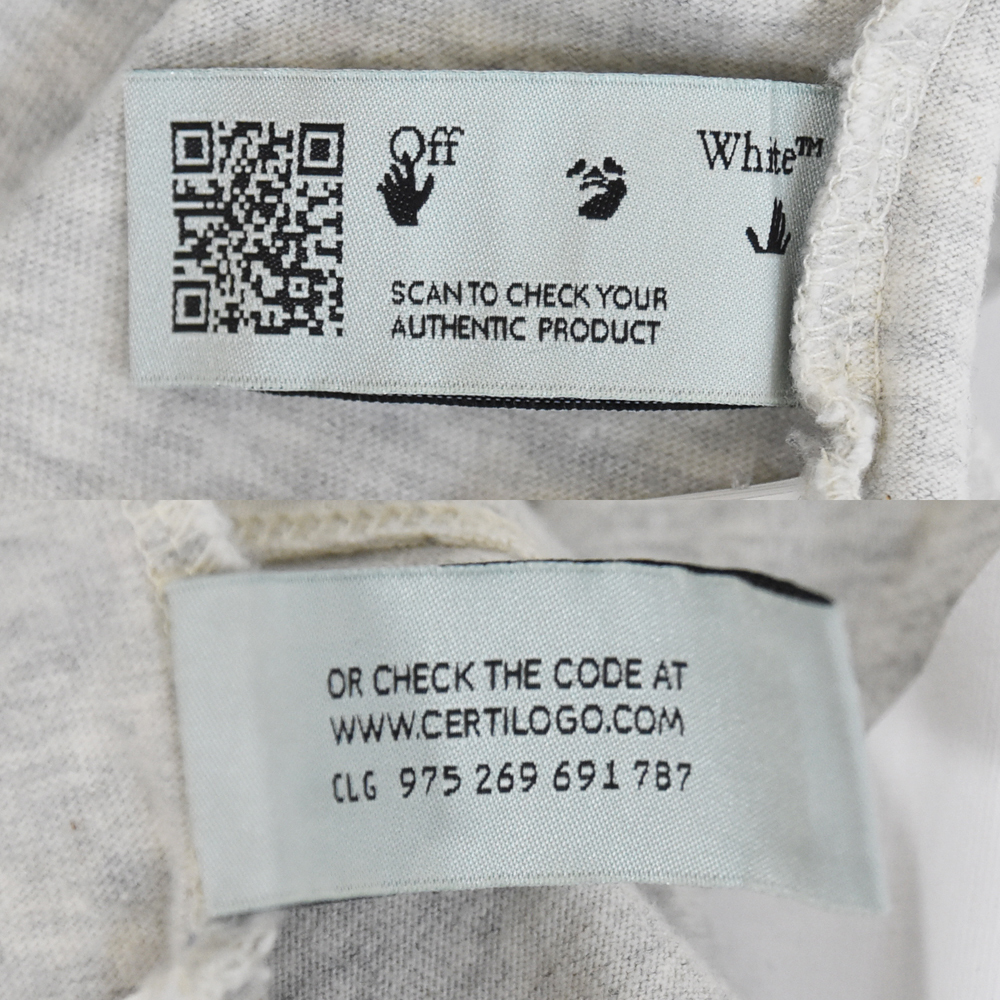 Off White™
SCAN TO CHECK YOUR
AUTHENTIC PRODUCT
OR CHECK THE CODE AT
WWW.CERTILOGO.COM
CLG 975 269 691 787